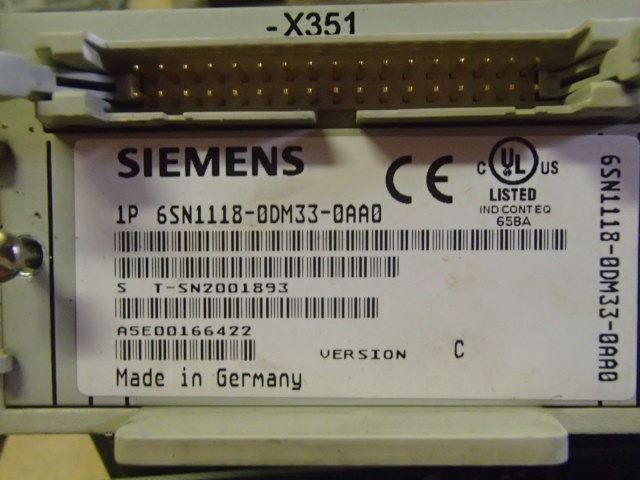 -X351
SIEMENS
CE
C UL US
LISTED
IND CONT EQ
65BA
1P 6SN1118-0DM33-0AA0
S T-SN2001893
A5E00166422
VERSION C
Made in Germany
6SN1118-0DM33-0AA0